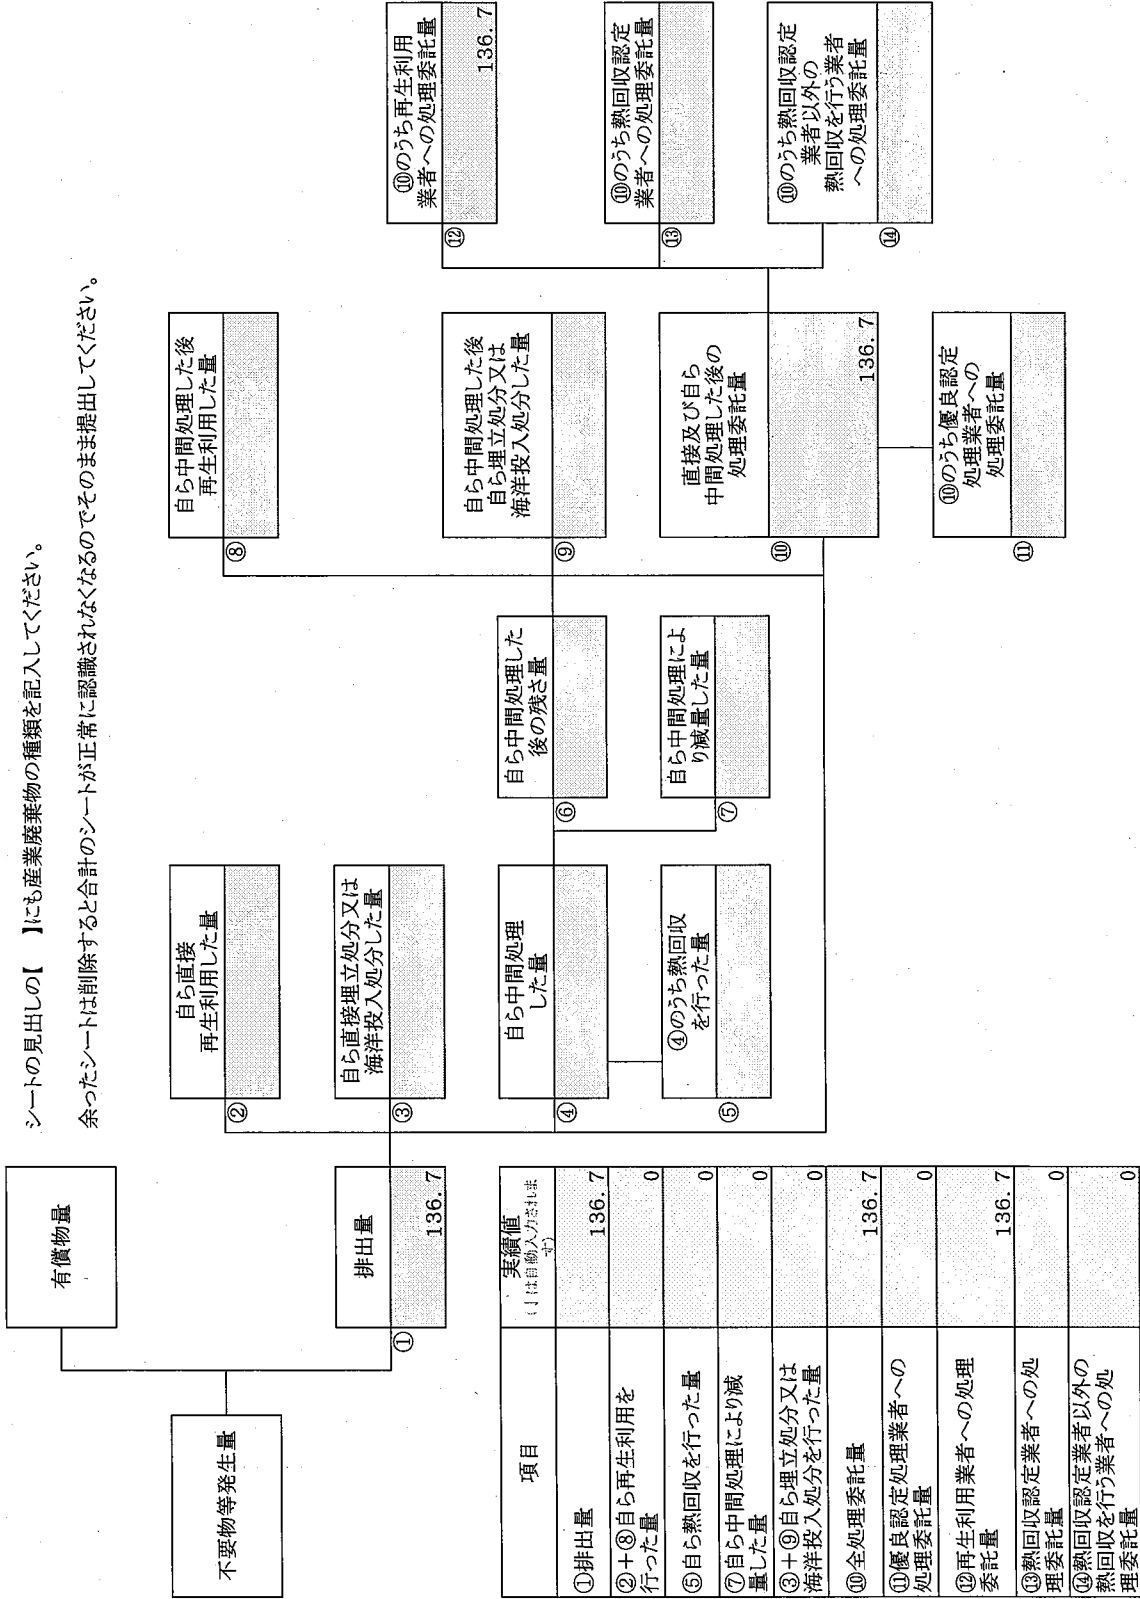 シートの見出しの【　】にも産業廃棄物の種類を記入してください。
余ったシートは削除すると合計のシートが正常に認識されなくなるのでそのまま提出してください。
不要物等発生量
有償物量
排出量
①
136.7
②
自ら直接
再生利用した量
③
自ら直接埋立処分又は
海洋投入処分した量
④
自ら中間処理
した量
⑤
④のうち熱回収
を行った量
⑥
自ら中間処理した
後の残さ量
⑦
自ら中間処理によ
り減量した量
⑧
自ら中間処理した後
再生利用した量
⑨
自ら中間処理した後
自ら埋立処分又は
海洋投入処分した量
⑩
直接及び自ら
中間処理した後の
処理委託量
136.7
⑪
⑩のうち優良認定
処理業者への
処理委託量
⑫
⑩のうち再生利用
業者への処理委託量
136.7
⑬
⑩のうち熱回収認定
業者への処理委託量
⑭
⑩のうち熱回収認定
業者以外の
熱回収を行う業者
への処理委託量
項目
実績値
(■は自動入力されま
す)
①排出量
136.7
②+⑧自ら再生利用を
行った量
0
⑤自ら熱回収を行った量
0
⑦自ら中間処理により減
量した量
0
③+⑨自ら埋立処分又は
海洋投入処分を行った量
0
⑩全処理委託量
136.7
⑪優良認定処理業者への
処理委託量
0
⑫再生利用業者への処理
委託量
136.7
⑬熱回収認定業者への処
理委託量
0
⑭熱回収認定業者以外の
熱回収を行う業者への処
理委託量
0